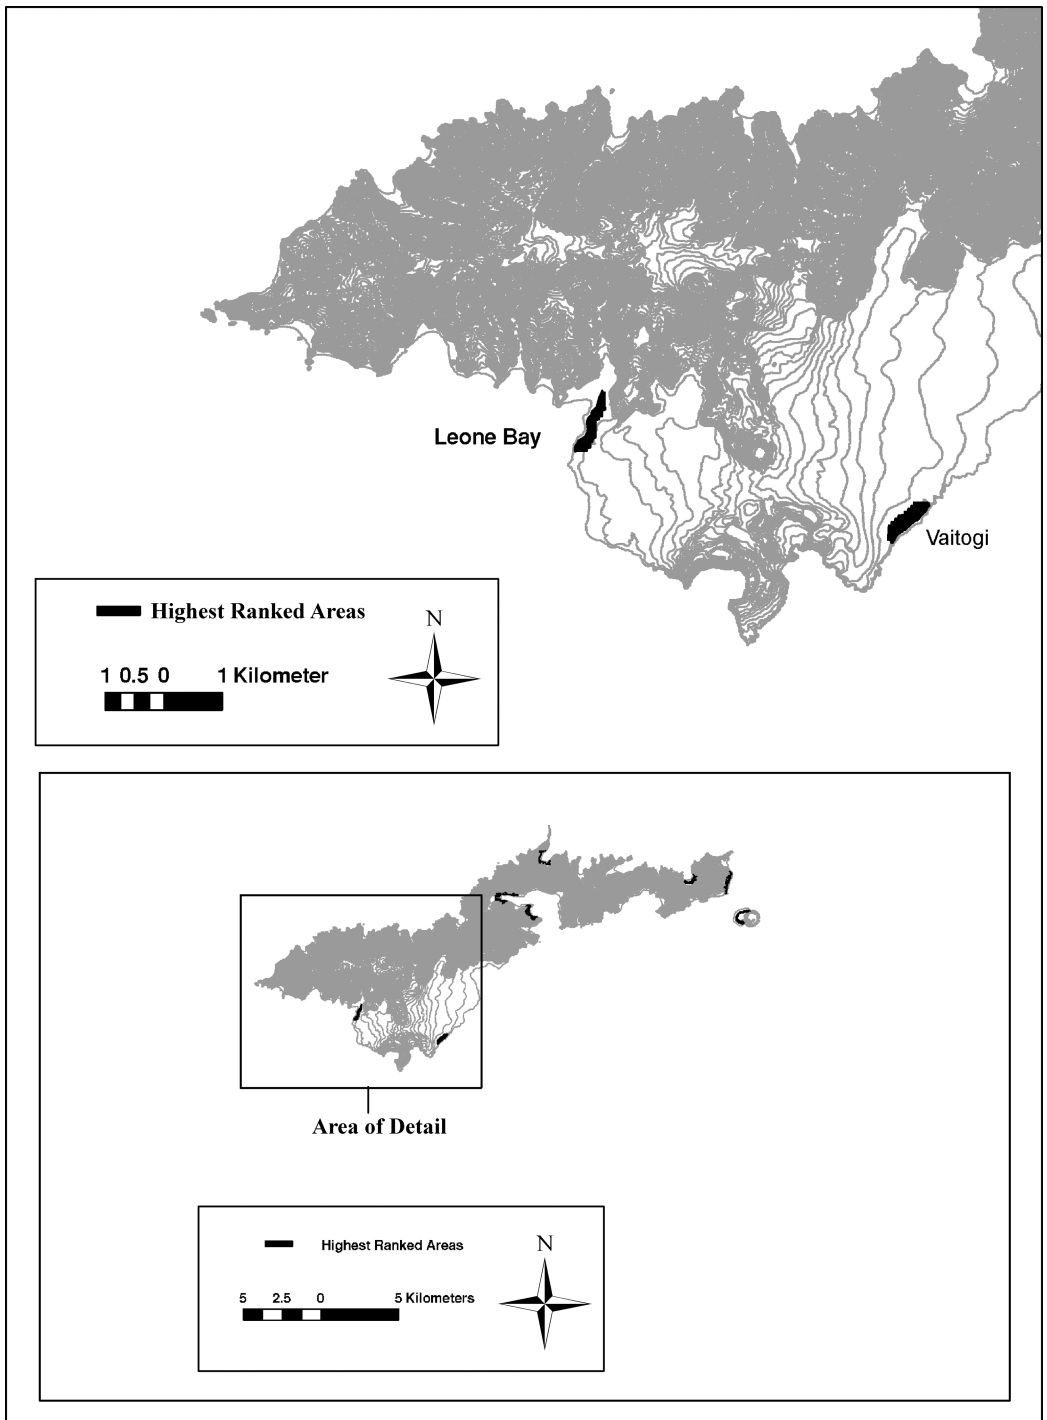 Leone Bay
Vaitogi
Highest Ranked Areas
N
1 0.5 0 1 Kilometer
Area of Detail
Highest Ranked Areas
N
5 2.5 0 5 Kilometers